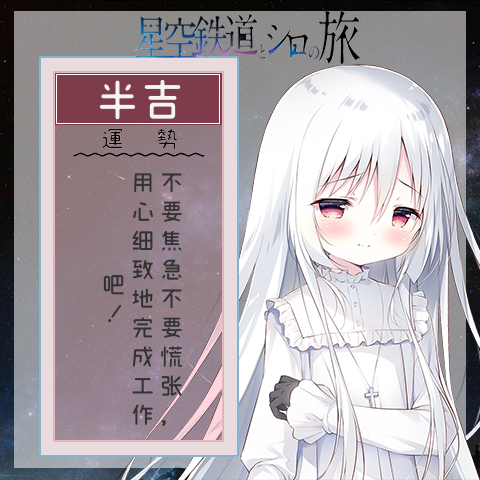 星空鉄道とシロの旅
半吉
運 勢
不要焦急不要慌张，
用心细致地完成工作
吧！